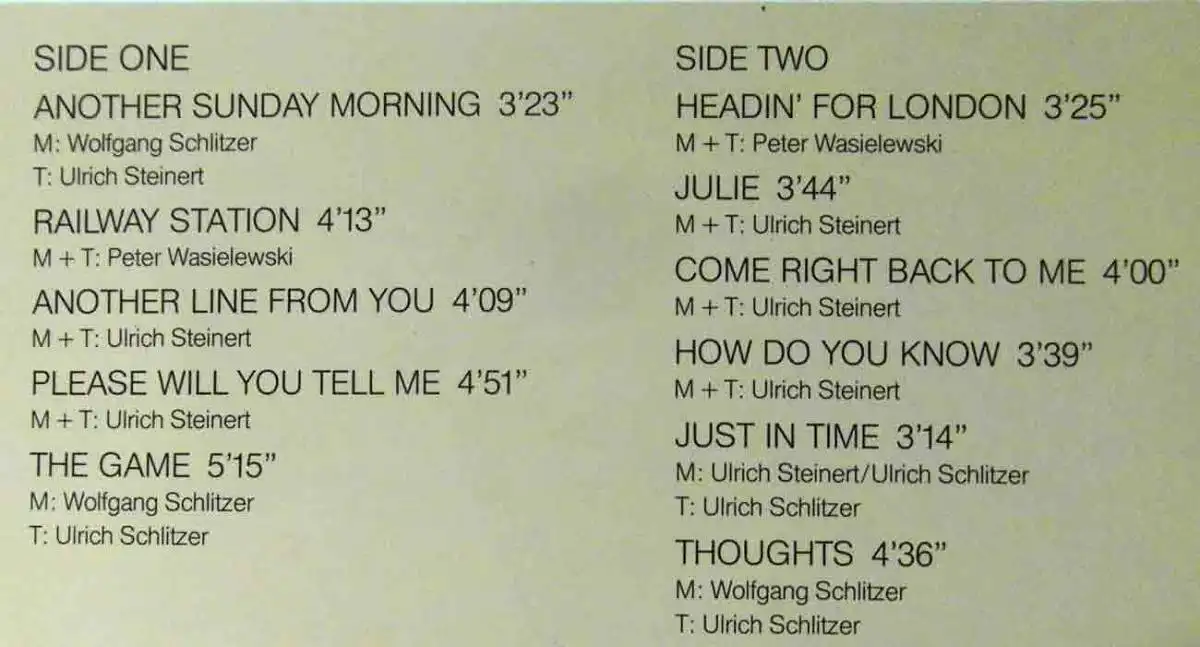 SIDE ONE
ANOTHER SUNDAY MORNING 3'23”
M: Wolfgang Schlitzer
T: Ulrich Steinert
RAILWAY STATION 4'13”
M + T: Peter Wasielewski
ANOTHER LINE FROM YOU 4'09”
M + T: Ulrich Steinert
PLEASE WILL YOU TELL ME 4'51”
M + T: Ulrich Steinert
THE GAME 5'15”
M: Wolfgang Schlitzer
T: Ulrich Schlitzer
SIDE TWO
HEADIN' FOR LONDON 3'25”
M + T: Peter Wasielewski
JULIE 3'44”
M + T: Ulrich Steinert
COME RIGHT BACK TO ME 4'00”
M + T: Ulrich Steinert
HOW DO YOU KNOW 3'39”
M + T: Ulrich Steinert
JUST IN TIME 3'14”
M: Ulrich Steinert/Ulrich Schlitzer
T: Ulrich Schlitzer
THOUGHTS 4'36”
M: Wolfgang Schlitzer
T: Ulrich Schlitzer